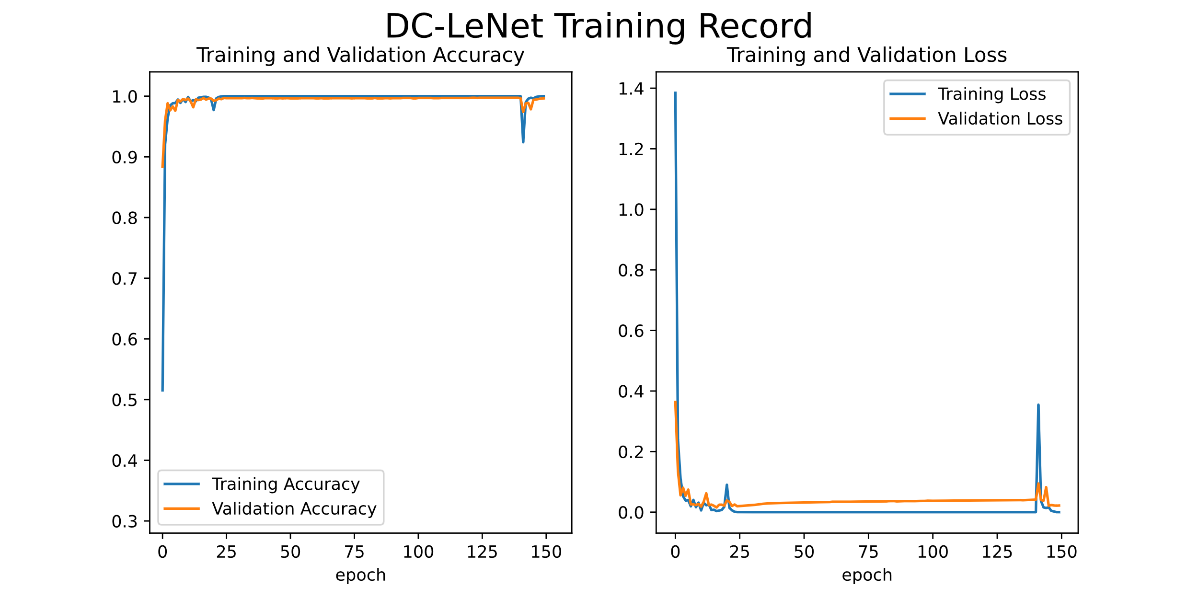 DC-LeNet Training Record
Training and Validation Accuracy
1.0
0.9
0.8
0.7
0.6
0.5
0.4
0.3
Training Accuracy
Validation Accuracy
0 25 50 75 100 125 150
epoch
Training and Validation Loss
1.4
1.2
1.0
0.8
0.6
0.4
0.2
0.0
Training Loss
Validation Loss
0 25 50 75 100 125 150
epoch